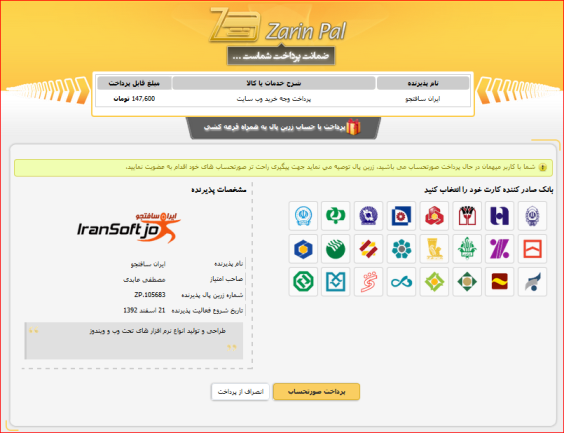 Zarin Pal
ضمانت پرداخت شماست ...
نام پذیرنده شرح خدمات یا کالا مبلغ قابل پرداخت
ایران سافتجو پرداخت وجه خرید وب سایت 147,600 تومان
پرداخت با حساب زرین پال به همراه قرعه کشی
شما با کاربر میهمان در حال پرداخت صورتحساب می باشید، زرین پال توصیه می نماید جهت پیگیری راحت تر صورتحساب های خود اقدام به عضویت نمایید.
بانک صادر کننده کارت خود را انتخاب کنید
مشخصات پذیرنده
ایران سافتجو
IranSoftjo
نام پذیرنده ایران سافتجو
صاحب امتیاز مصطفی عابدی
شماره زرین پال پذیرنده ZP.105683
تاریخ شروع فعالیت پذیرنده 21 اسفند 1392
طراحی و تولید انواع نرم افزار های تحت وب و ویندوز
پرداخت صورتحساب
انصراف از پرداخت